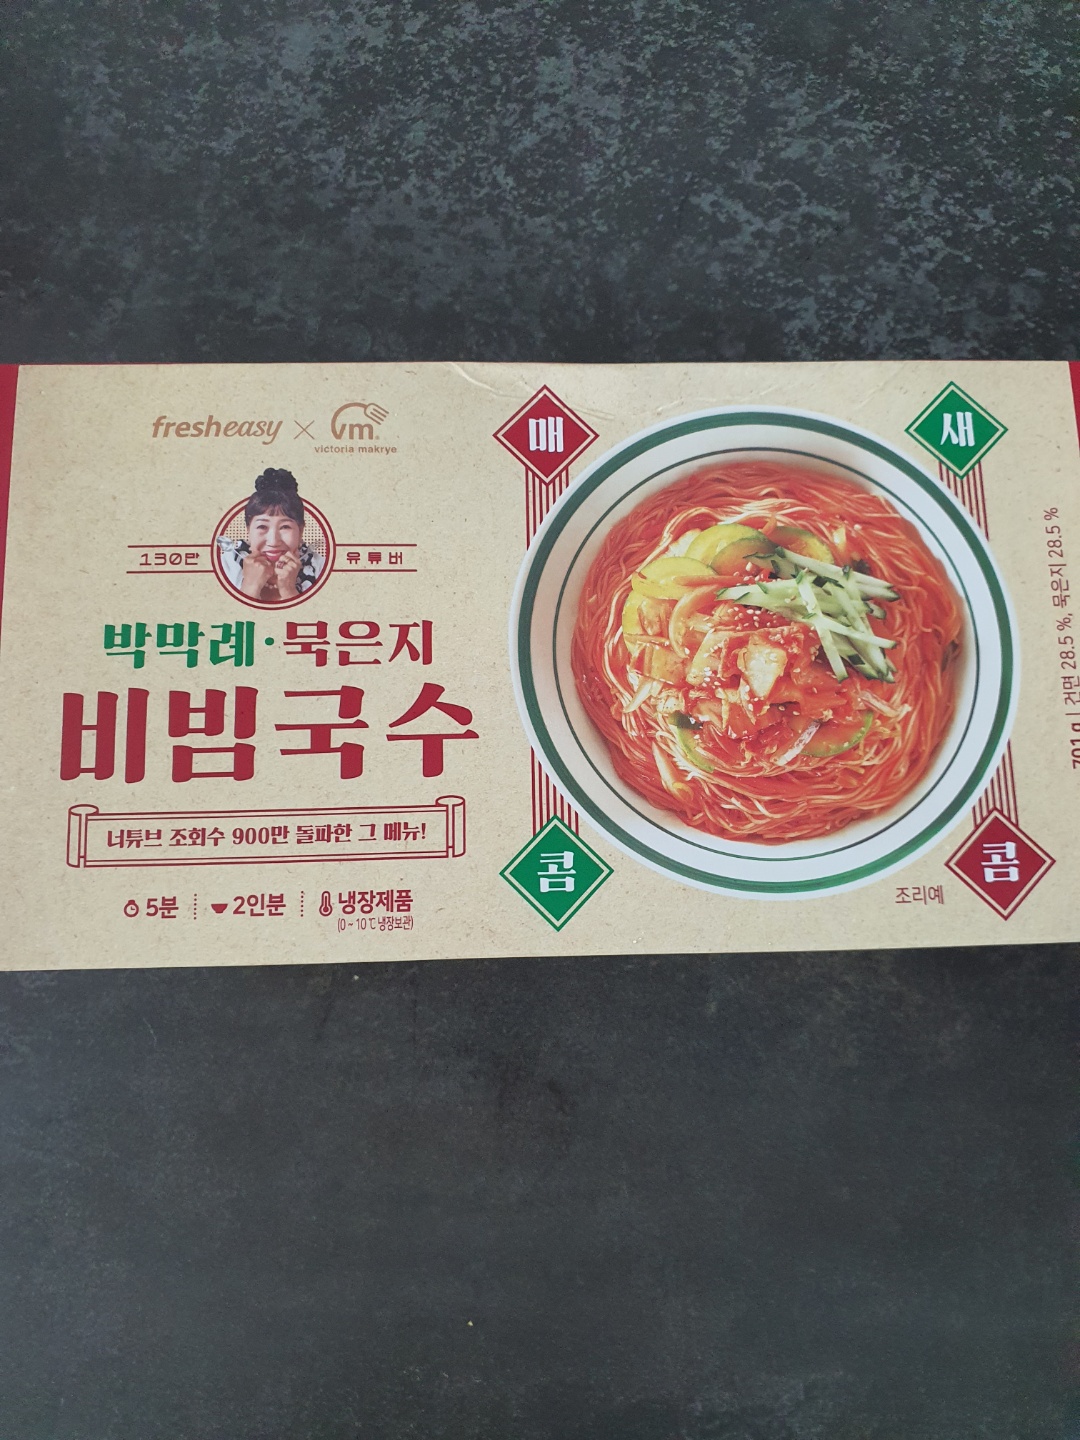 fresheasy × vm
victoria makrye
130만 유튜버
박막례·묵은지
비빔국수
너튜브 조회수 900만 돌파한 그 메뉴!
5분 2인분 냉장제품
(0~10℃ 냉장보관)
매
콤
새
콤
조리예
701g | 건면 28.5 %, 묵은지 28.5 %